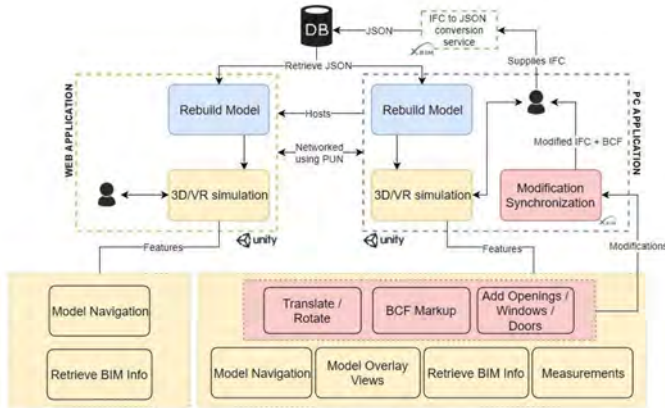 DB
JSON
IFC to JSON
conversion
service
Supplies IFC
Retrieve JSON
WEB APPLICATION
Rebuild Model
Hosts
Rebuild Model
PC APPLICATION
Networked
using PUN
Modified IFC + BCF
3D/VR simulation
3D/VR simulation
Modification
Synchronization
Features
unity
unity
Features
Modifications
Model Navigation
Retrieve BIM Info
Translate /
Rotate
BCF Markup
Add Openings /
Windows /
Doors
Model Navigation
Model Overlay
Views
Retrieve BIM Info
Measurements